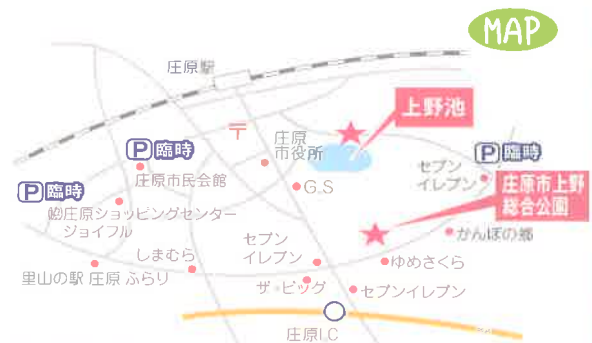 MAP
庄原駅
上野池
〒
庄原
市役所
P臨時
庄原市民会館
P臨時
セブン
イレブン
庄原市上野
総合公園
P臨時
G.S
庄原ショッピングセンター
ジョイフル
かんぽの郷
しまむら
セブン
イレブン
ゆめさくら
里山の駅 庄原 ふらり
ザ・ビッグ
セブンイレブン
庄原I.C